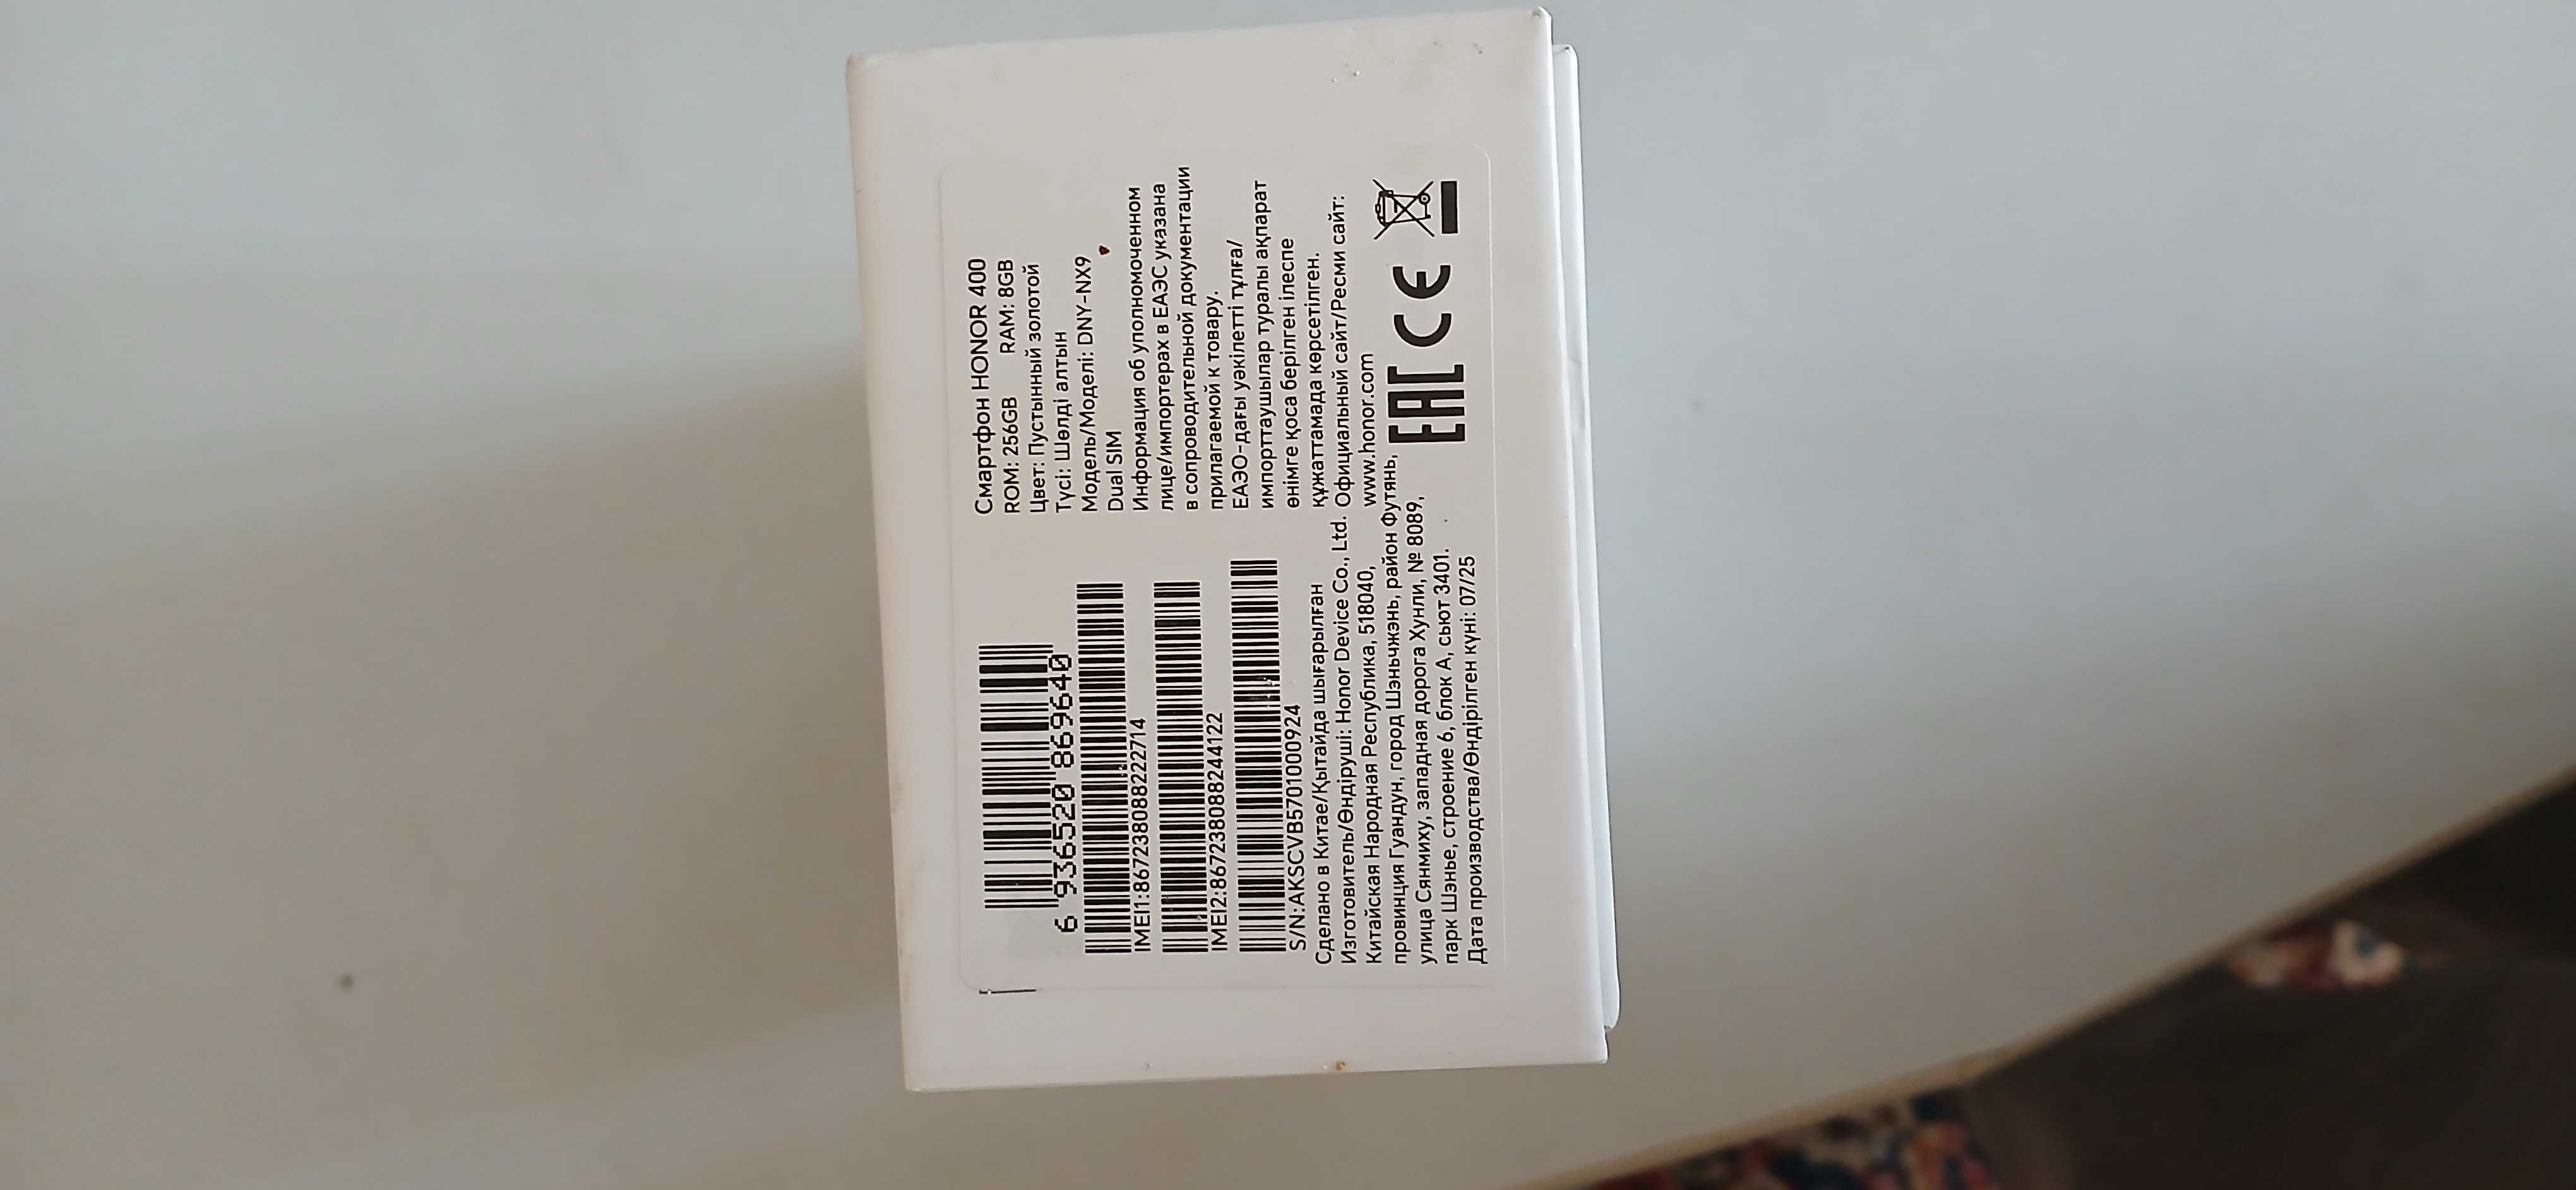 6 936520 869640
IMEI1:867238088222714
IMEI2:867238088244122
S/N:AKSCVB5701000924
Смартфон HONOR 400
ROM: 256GB RAM: 8GB
Цвет: Пустынный золотой
Түсі: Шөлді алтын
Модель/Моделі: DNY-NX9
Dual SIM
Информация об уполномоченном
лице/импортерах в ЕАЭС указана
в сопроводительной документации
прилагаемой к товару.
ЕАЭО-дағы уәкілетті тұлға/
импорттаушылар туралы ақпарат
өнімге қоса берілген ілеспе
құжаттамада көрсетілген.
Официальный сайт/Ресми сайт:
www.honor.com
Сделано в Китае/Қытайда шығарылған
Изготовитель/Өндіруші: Honor Device Co., Ltd.
Китайская Народная Республика, 518040,
провинция Гуандун, город Шэньчжэнь, район Футянь,
улица Сянмиху, западная дорога Хунли, № 8089,
парк Шэнье, строение 6, блок A, сьют 3401.
Дата производства/Өндірілген күні: 07/25
EAC CE